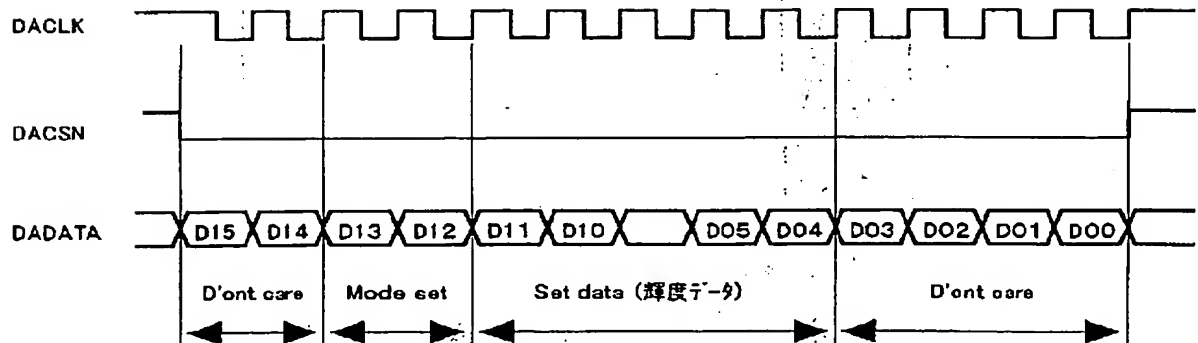 DACLK
DACSN
DADATA D15 D14 D13 D12 D11 D10 D05 D04 D03 D02 D01 D00
D'ont care Mode set Set data (輝度データ) D'ont care